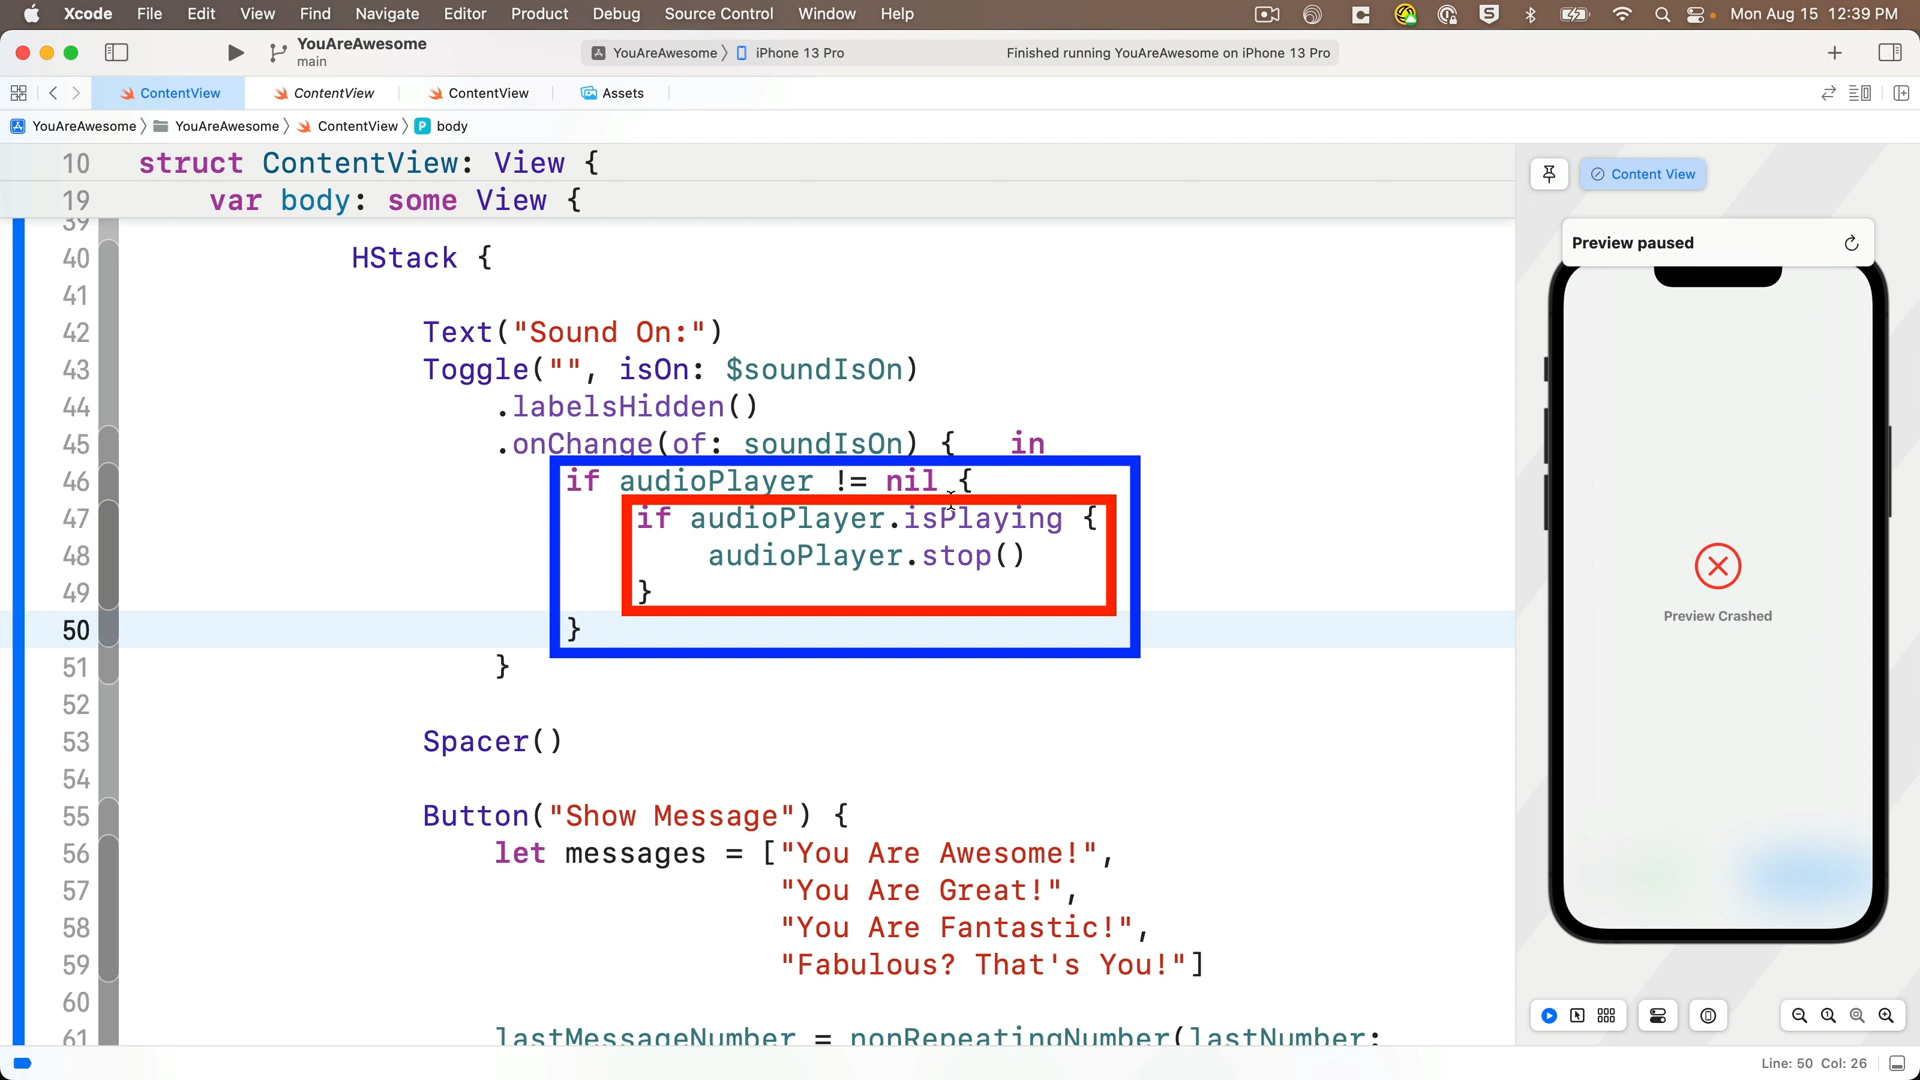 Xcode File Edit View Find Navigate Editor Product Debug Source Control Window Help Mon Aug 15 12:39 PM
YouAreAwesome
main
YouAreAwesome iPhone 13 Pro Finished running YouAreAwesome on iPhone 13 Pro
ContentView ContentView ContentView Assets
YouAreAwesome YouAreAwesome ContentView P body
10 struct ContentView: View {
19 var body: some View {
39
40 HStack {
41
42 Text("Sound On:")
43 Toggle("", isOn: $soundIsOn)
44 .labelsHidden()
45 .onChange(of: soundIsOn) { in
46 if audioPlayer != nil {
47 if audioPlayer.isPlaying {
48 audioPlayer.stop()
49 }
50 }
51 }
52
53 Spacer()
54
55 Button("Show Message") {
56 let messages = ["You Are Awesome!",
57 "You Are Great!",
58 "You Are Fantastic!",
59 "Fabulous? That's You!"]
60
61 lastMessageNumber = nonRepeatingNumber(lastNumber:
Content View
Preview paused
Preview Crashed
Line: 50 Col: 26